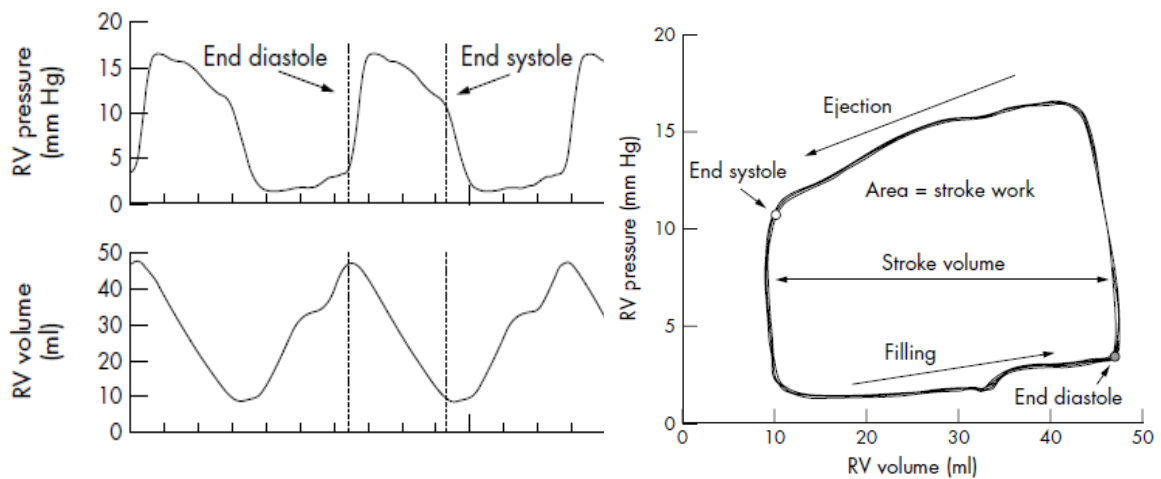 RV pressure
(mm Hg)
20
15
10
5
0
End diastole
End systole
RV volume
(ml)
50
40
30
20
10
0
RV pressure (mm Hg)
20
15
10
5
0
Ejection
End systole
Area = stroke work
Stroke volume
Filling
End diastole
0
10
20
30
40
50
RV volume (ml)